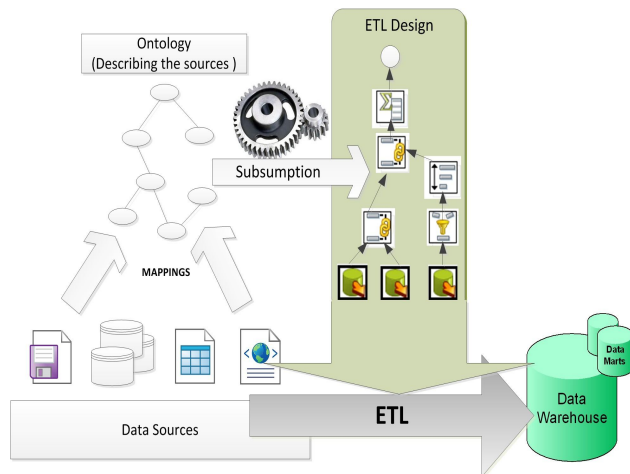 Ontology
(Describing the sources )
ETL Design
Subsumption
MAPPINGS
Data
Marts
Data
Warehouse
ETL
Data Sources